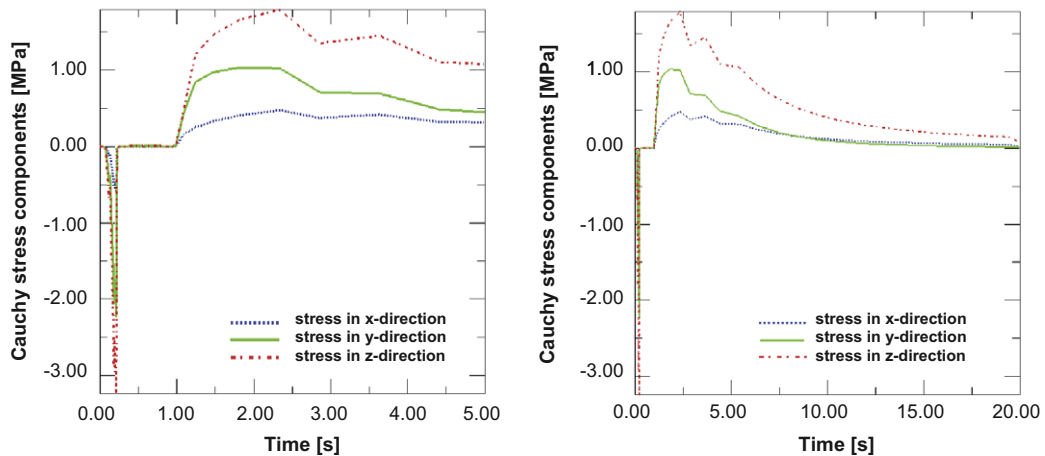 Cauchy stress components [MPa]
1.00
0.00
-1.00
-2.00
-3.00
stress in x-direction
stress in y-direction
stress in z-direction
0.00 1.00 2.00 3.00 4.00 5.00
Time [s]
Cauchy stress components [MPa]
1.00
0.00
-1.00
-2.00
-3.00
stress in x-direction
stress in y-direction
stress in z-direction
0.00 5.00 10.00 15.00 20.00
Time [s]